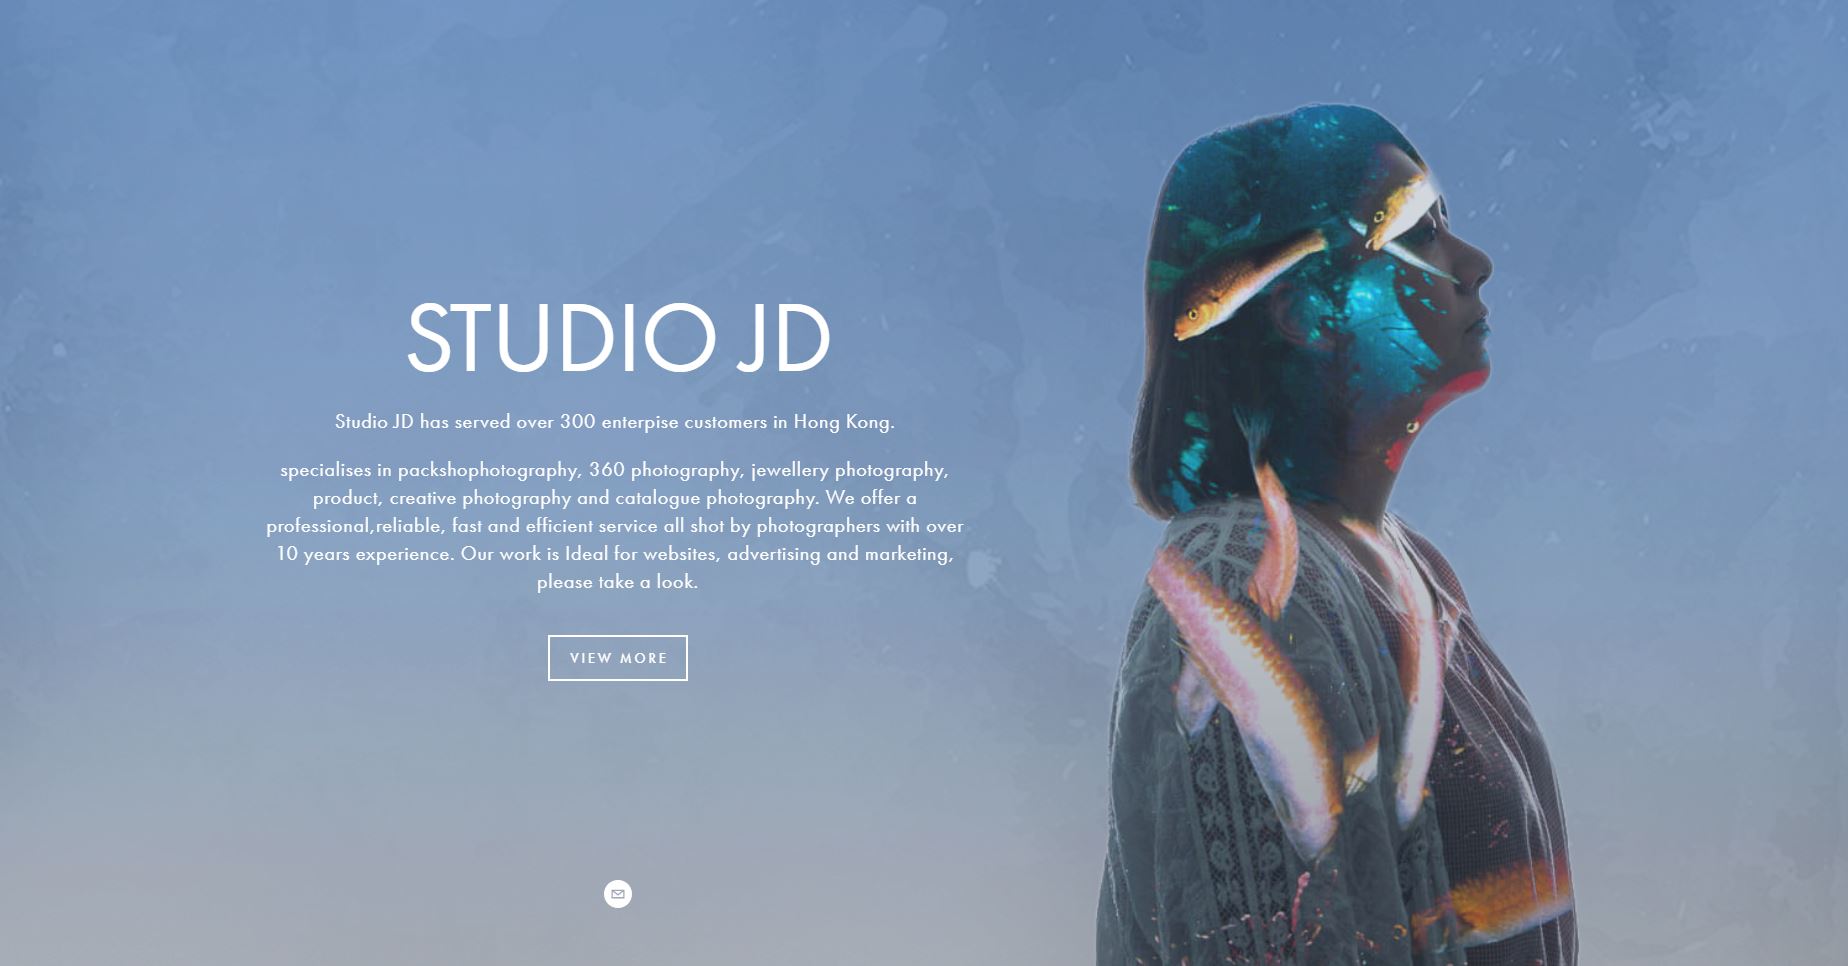 STUDIO JD
Studio JD has served over 300 enterpise customers in Hong Kong.
specialises in packshophotography, 360 photography, jewellery photography,
product, creative photography and catalogue photography. We offer a
professional,reliable, fast and efficient service all shot by photographers with over
10 years experience. Our work is Ideal for websites, advertising and marketing,
please take a look.
VIEW MORE